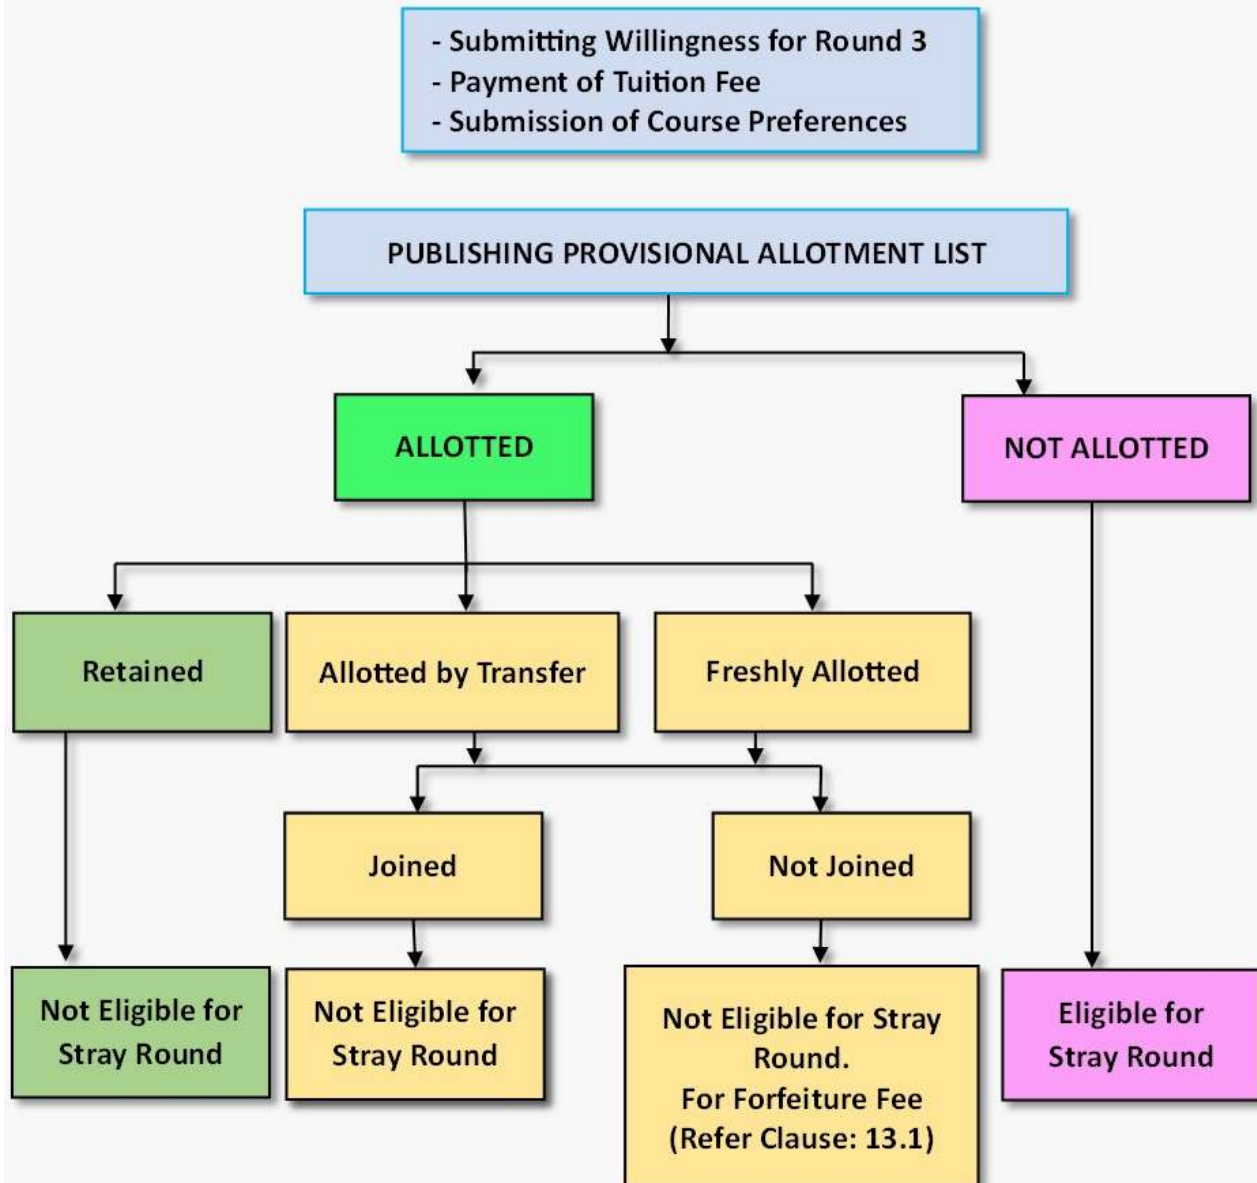 - Submitting Willingness for Round 3
- Payment of Tuition Fee
- Submission of Course Preferences
PUBLISHING PROVISIONAL ALLOTMENT LIST
ALLOTTED
NOT ALLOTTED
Retained
Allotted by Transfer
Freshly Allotted
Joined
Not Joined
Not Eligible for
Stray Round
Not Eligible for
Stray Round
Not Eligible for Stray
Round.
For Forfeiture Fee
(Refer Clause: 13.1)
Eligible for
Stray Round